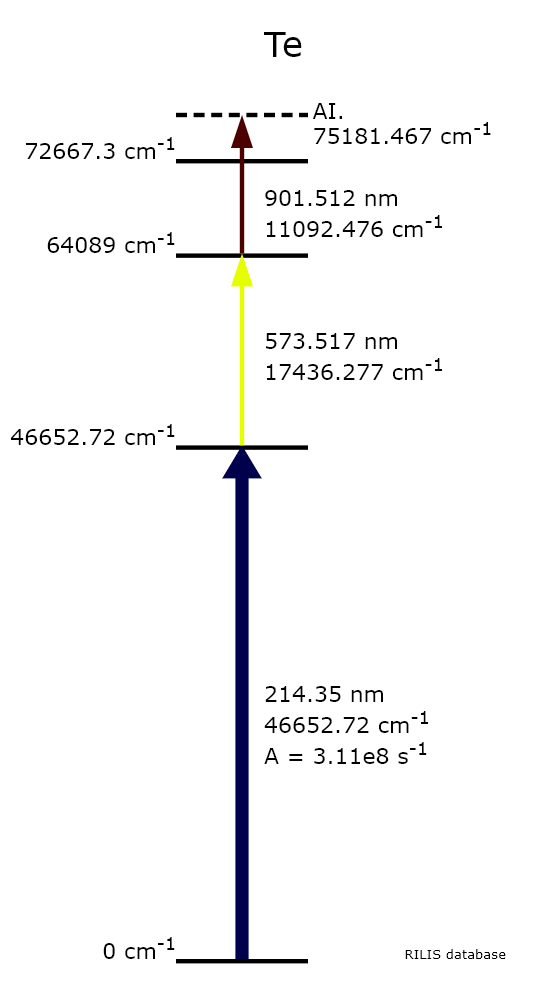 Te
AI.
75181.467 cm-1
72667.3 cm-1
901.512 nm
11092.476 cm-1
64089 cm-1
573.517 nm
17436.277 cm-1
46652.72 cm-1
214.35 nm
46652.72 cm-1
A = 3.11e8 s-1
0 cm-1
RILIS database